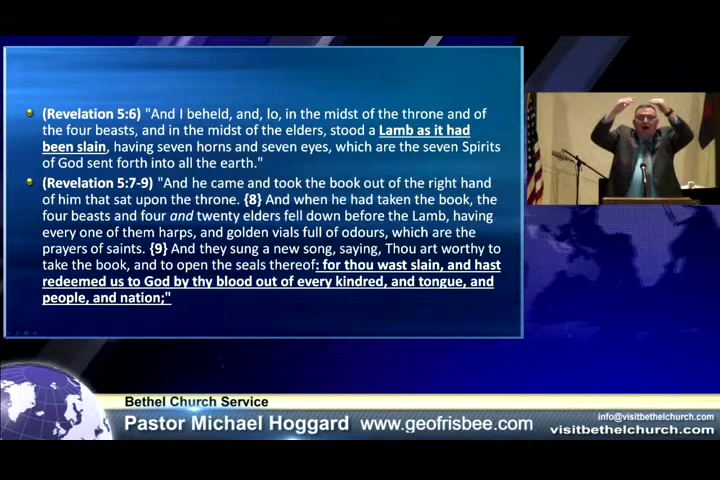 (Revelation 5:6) "And I beheld, and, lo, in the midst of the throne and of
the four beasts, and in the midst of the elders, stood a Lamb as it had
been slain, having seven horns and seven eyes, which are the seven Spirits
of God sent forth into all the earth."
(Revelation 5:7-9) "And he came and took the book out of the right hand
of him that sat upon the throne. {8} And when he had taken the book, the
four beasts and four and twenty elders fell down before the Lamb, having
every one of them harps, and golden vials full of odours, which are the
prayers of saints. {9} And they sung a new song, saying, Thou art worthy to
take the book, and to open the seals thereof: for thou wast slain, and hast
redeemed us to God by thy blood out of every kindred, and tongue, and
people, and nation;"
Bethel Church Service
Pastor Michael Hoggard www.geofrisbee.com
info@visitbethelchurch.com
visitbethelchurch.com